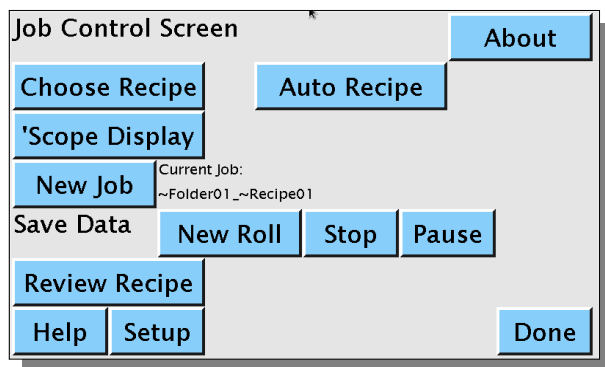 Job Control Screen
About
Choose Recipe
Auto Recipe
'Scope Display
New Job
Current Job:
~Folder01_~Recipe01
Save Data
New Roll
Stop
Pause
Review Recipe
Help
Setup
Done